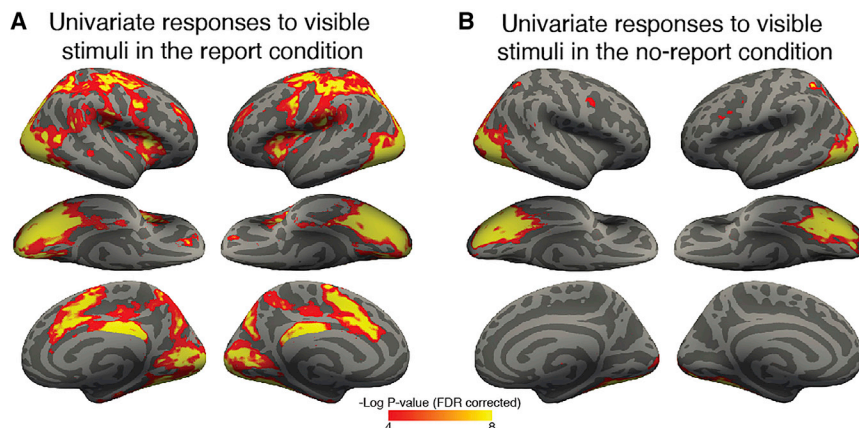 A Univariate responses to visible
stimuli in the report condition
B Univariate responses to visible
stimuli in the no-report condition
-Log P-value (FDR corrected)
4 8